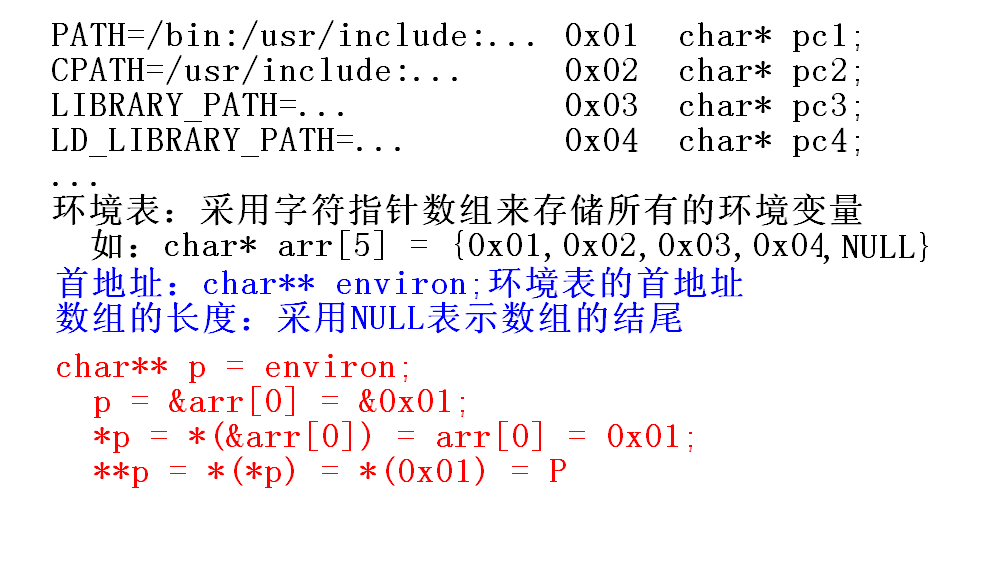 PATH=/bin:/usr/include:... 0x01 char* pc1;
CPATH=/usr/include:... 0x02 char* pc2;
LIBRARY_PATH=... 0x03 char* pc3;
LD_LIBRARY_PATH=... 0x04 char* pc4;
...
环境表：采用字符指针数组来存储所有的环境变量
如：char* arr[5] = {0x01,0x02,0x03,0x04,NULL}
首地址：char** environ;环境表的首地址
数组的长度：采用NULL表示数组的结尾
char** p = environ;
p = &arr[0] = &0x01;
*p = *(&arr[0]) = arr[0] = 0x01;
**p = *(*p) = *(0x01) = P